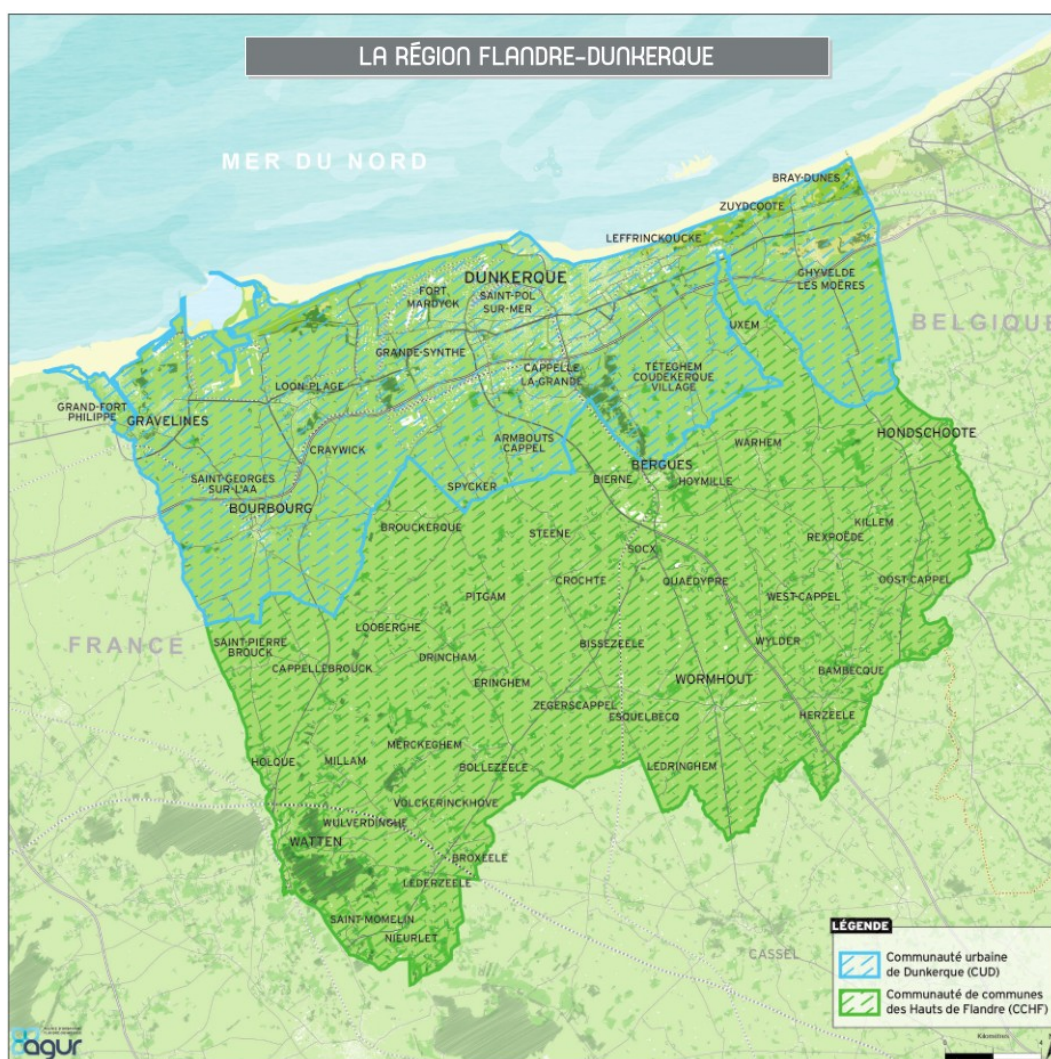 LA RÉGION FLANDRE-DUNKERQUE
MER DU NORD
BRAY-DUNES
ZUYDCOOTE
LEFFRINCKOUCKE
DUNKERQUE
GHYVELDE
LES MOËRES
FORT
MARDYCK
SAINT-POL
SUR-MER
UXEM
BELGIQUE
GRANDE-SYNTHE
CAPPELLE
LA-GRANDE
TÉTEGHEM
COUDEKERQUE
VILLAGE
LOON-PLAGE
GRAND-FORT
PHILIPPE
GRAVELINES
HONDSCHOOTE
ARMBOUTS
CAPPEL
WARHEM
CRAYWICK
BERGUES
SAINT-GEORGES
SUR-L'AA
SPYCKER
BIERNE
HOYMILLE
BOURBOURG
BROUCKERQUE
STEENE
KILLEM
REXPOËDE
SOCX
CROCHTE
QUAEDYPRE
OOST-CAPPEL
PITGAM
WEST-CAPPEL
LOOBERGHE
FRANCE
SAINT-PIERRE
BROUCK
BISSEZEELE
WYLDER
DRINCHAM
CAPPELLEBROUCK
BAMBECQUE
ERINGHEM
WORMHOUT
ZEGERSCAPPEL
ESQUELBECQ
HERZEELE
MERCKEGHEM
HOLQUE
MILLAM
BOLLEZEELE
LEDRINGHEM
VOLCKERINCKHOVE
WULVERDINGHE
WATTEN
BROXEELE
LEDERZEELE
SAINT-MOMELIN
NIEURLET
CASSEL
LÉGENDE
Communauté urbaine
de Dunkerque (CUD)
Communauté de communes
des Hauts de Flandre (CCHF)
Kilomètres
0 4
agur